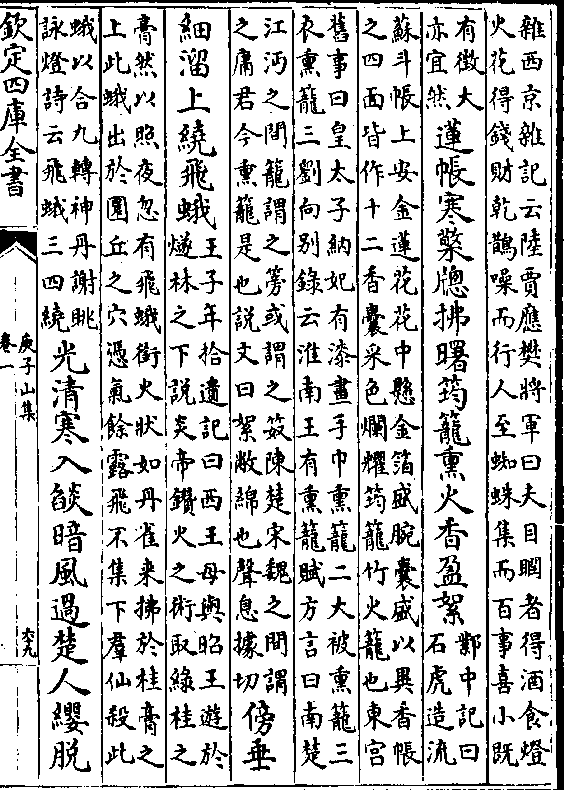 雜西京雜記云陸賈應樊將軍曰夫目瞤者得酒食燈
火花得錢財乾鵲噪而行人至蜘蛛集而百事喜小既
有徵大
亦宜然
蓮帳寒檠牕拂曙筠籠熏火香盈絮
鄴中記曰
石虎造流
蘇斗帳上安金蓮花花中懸金箔盛腕囊盛以異香帳
之四面皆作十二香囊采色爛耀筠籠竹火籠也東宮
舊事曰皇太子納妃有漆畫手巾熏籠二大被熏籠三
衣熏籠三劉向别錄云淮南王有熏籠賦方言曰南楚
江沔之間籠謂之篣或謂之笯陳楚宋魏之間謂
之庸君今熏籠是也說文曰絮敝綿也聲息據切
傍垂
細溜上繞飛蛾
王子年拾遺記曰西王母與昭王遊於
燧林之下說炎帝鑽火之術取綠桂之
膏然以照夜忽有飛蛾銜火狀如丹雀来拂於桂膏之
上此蛾出於圜丘之穴憑氣餘露飛不集下羣仙殺此
蛾以合九轉神丹謝眺
詠燈詩云飛蛾三四繞
光清寒入燄暗風過楚人纓脫
欽定四庫全書
庾子山集
卷一
六九